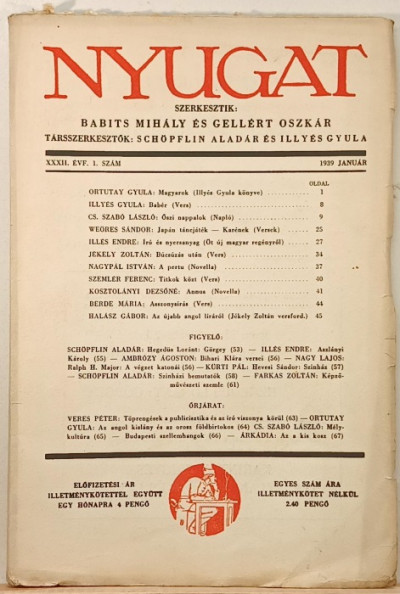 NYUGAT
SZERKESZTIK:
BABITS MIHÁLY ÉS GELLÉRT OSZKÁR
TÁRSSZERKESZTŐK: SCHÖPFLIN ALADÁR ÉS ILLYÉS GYULA
XXXII. ÉVF. 1. SZÁM 1939 JANUÁR
OLDAL
ORTUTAY GYULA: Magyarok (Illyés Gyula könyve) 1
ILLYÉS GYULA: Babér (Vers) 8
CS. SZABÓ LÁSZLÓ: Őszi nappalok (Napló) 9
WEÖRES SÁNDOR: Japán táncjáték — Karének (Versek) 25
ILLÉS ENDRE: Író és nyersanyag (Öt új magyar regényről) 27
JÉKELY ZOLTÁN: Búcsúzás után (Vers) 34
NAGYPÁL ISTVÁN: A portu (Novella) 37
SZEMLÉR FERENC: Titkok közt (Vers) 40
KOSZTOLÁNYI DEZSŐNÉ: Annus (Novella) 41
BERDE MÁRIA: Asszonysírás (Vers) 44
HALÁSZ GÁBOR: Az újabb angol líráról (Jékely Zoltán versford.) 45
FIGYELŐ:
SCHÖPFLIN ALADÁR: Hegedüs Loránt: Görgey (53) — ILLÉS ENDRE: Aszlányi
Károly (55) — AMBRÓZY ÁGOSTON: Bihari Klára versei (56) — NAGY LAJOS:
Ralph H. Major: A végzet katonái (56) — KÜRTI PÁL: Hevesi Sándor: Színház (57)
— SCHÖPFLIN ALADÁR: Színházi bemutatók (58) — FARKAS ZOLTÁN: Képző-
művészeti szemle (61)
ŐRJÁRAT:
VERES PÉTER: Töprengések a publicisztika és az író viszonya körül (63) — ORTUTAY
GYULA: Az angol kislány és az orosz földbirtokos (64) CS. SZABÓ LÁSZLÓ: Mély-
kultúra (65) — Budapesti szellemhangok (66) — ÁRKÁDIA: Az a kis kosz (67)
ELŐFIZETÉSI ÁR
ILLETMÉNYKÖTETTEL EGYÜTT
EGY HÓNAPRA 4 PENGŐ
EGYES SZÁM ÁRA
ILLETMÉNYKÖTET NÉLKÜL
2.40 PENGŐ